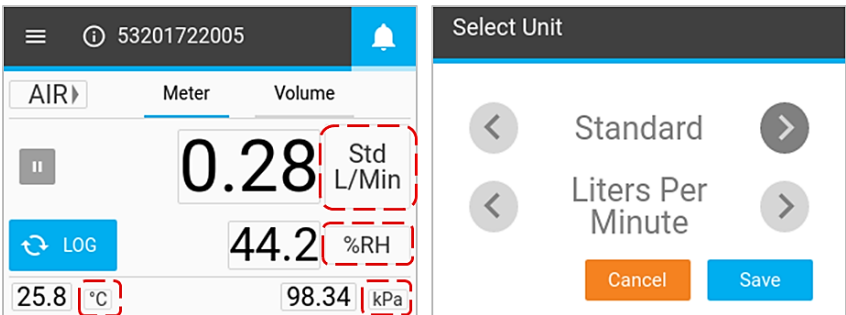 53201722005
AIR
Meter
Volume
0.28
Std
L/Min
LOG
44.2
%RH
25.8
°C
98.34
kPa
Select Unit
Standard
Liters Per
Minute
Cancel
Save